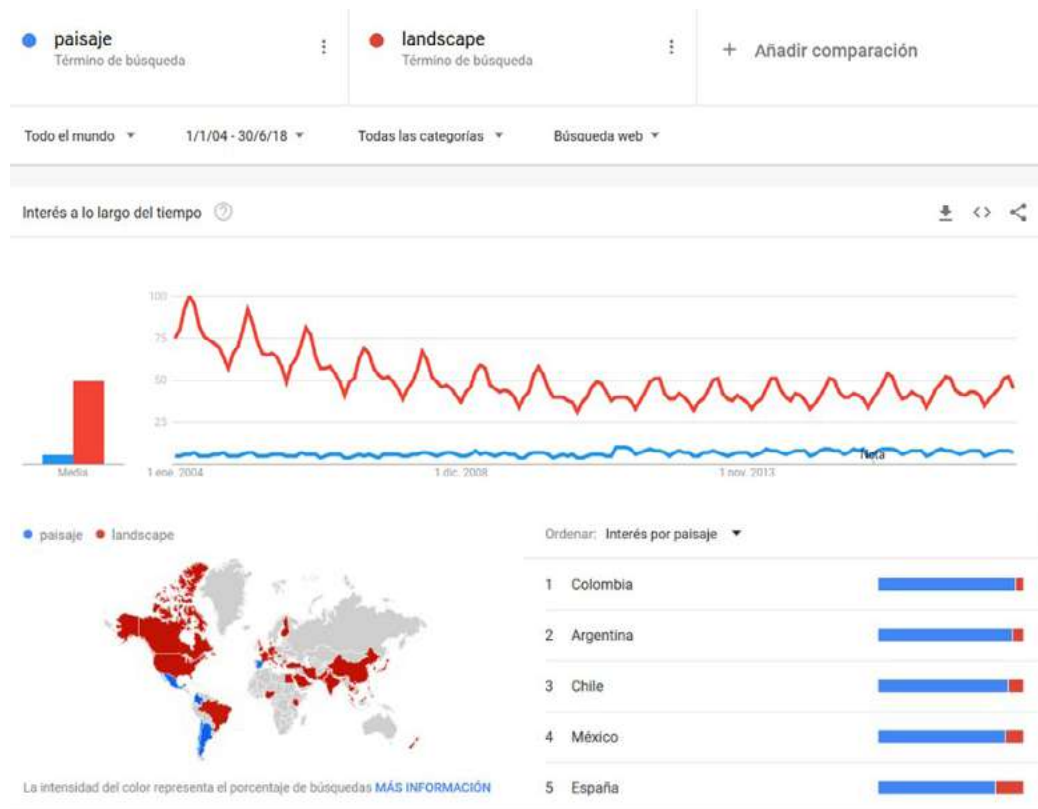 paisaje
Término de búsqueda
landscape
Término de búsqueda
+ Añadir comparación
Todo el mundo
1/1/04 - 30/6/18
Todas las categorías
Búsqueda web
Interés a lo largo del tiempo
100
75
50
25
Media
1 ene. 2004
1 dic. 2008
1 nov. 2013
Nota
paisaje
landscape
La intensidad del color representa el porcentaje de búsquedas MÁS INFORMACIÓN
Ordenar: Interés por paisaje
1 Colombia
2 Argentina
3 Chile
4 México
5 España